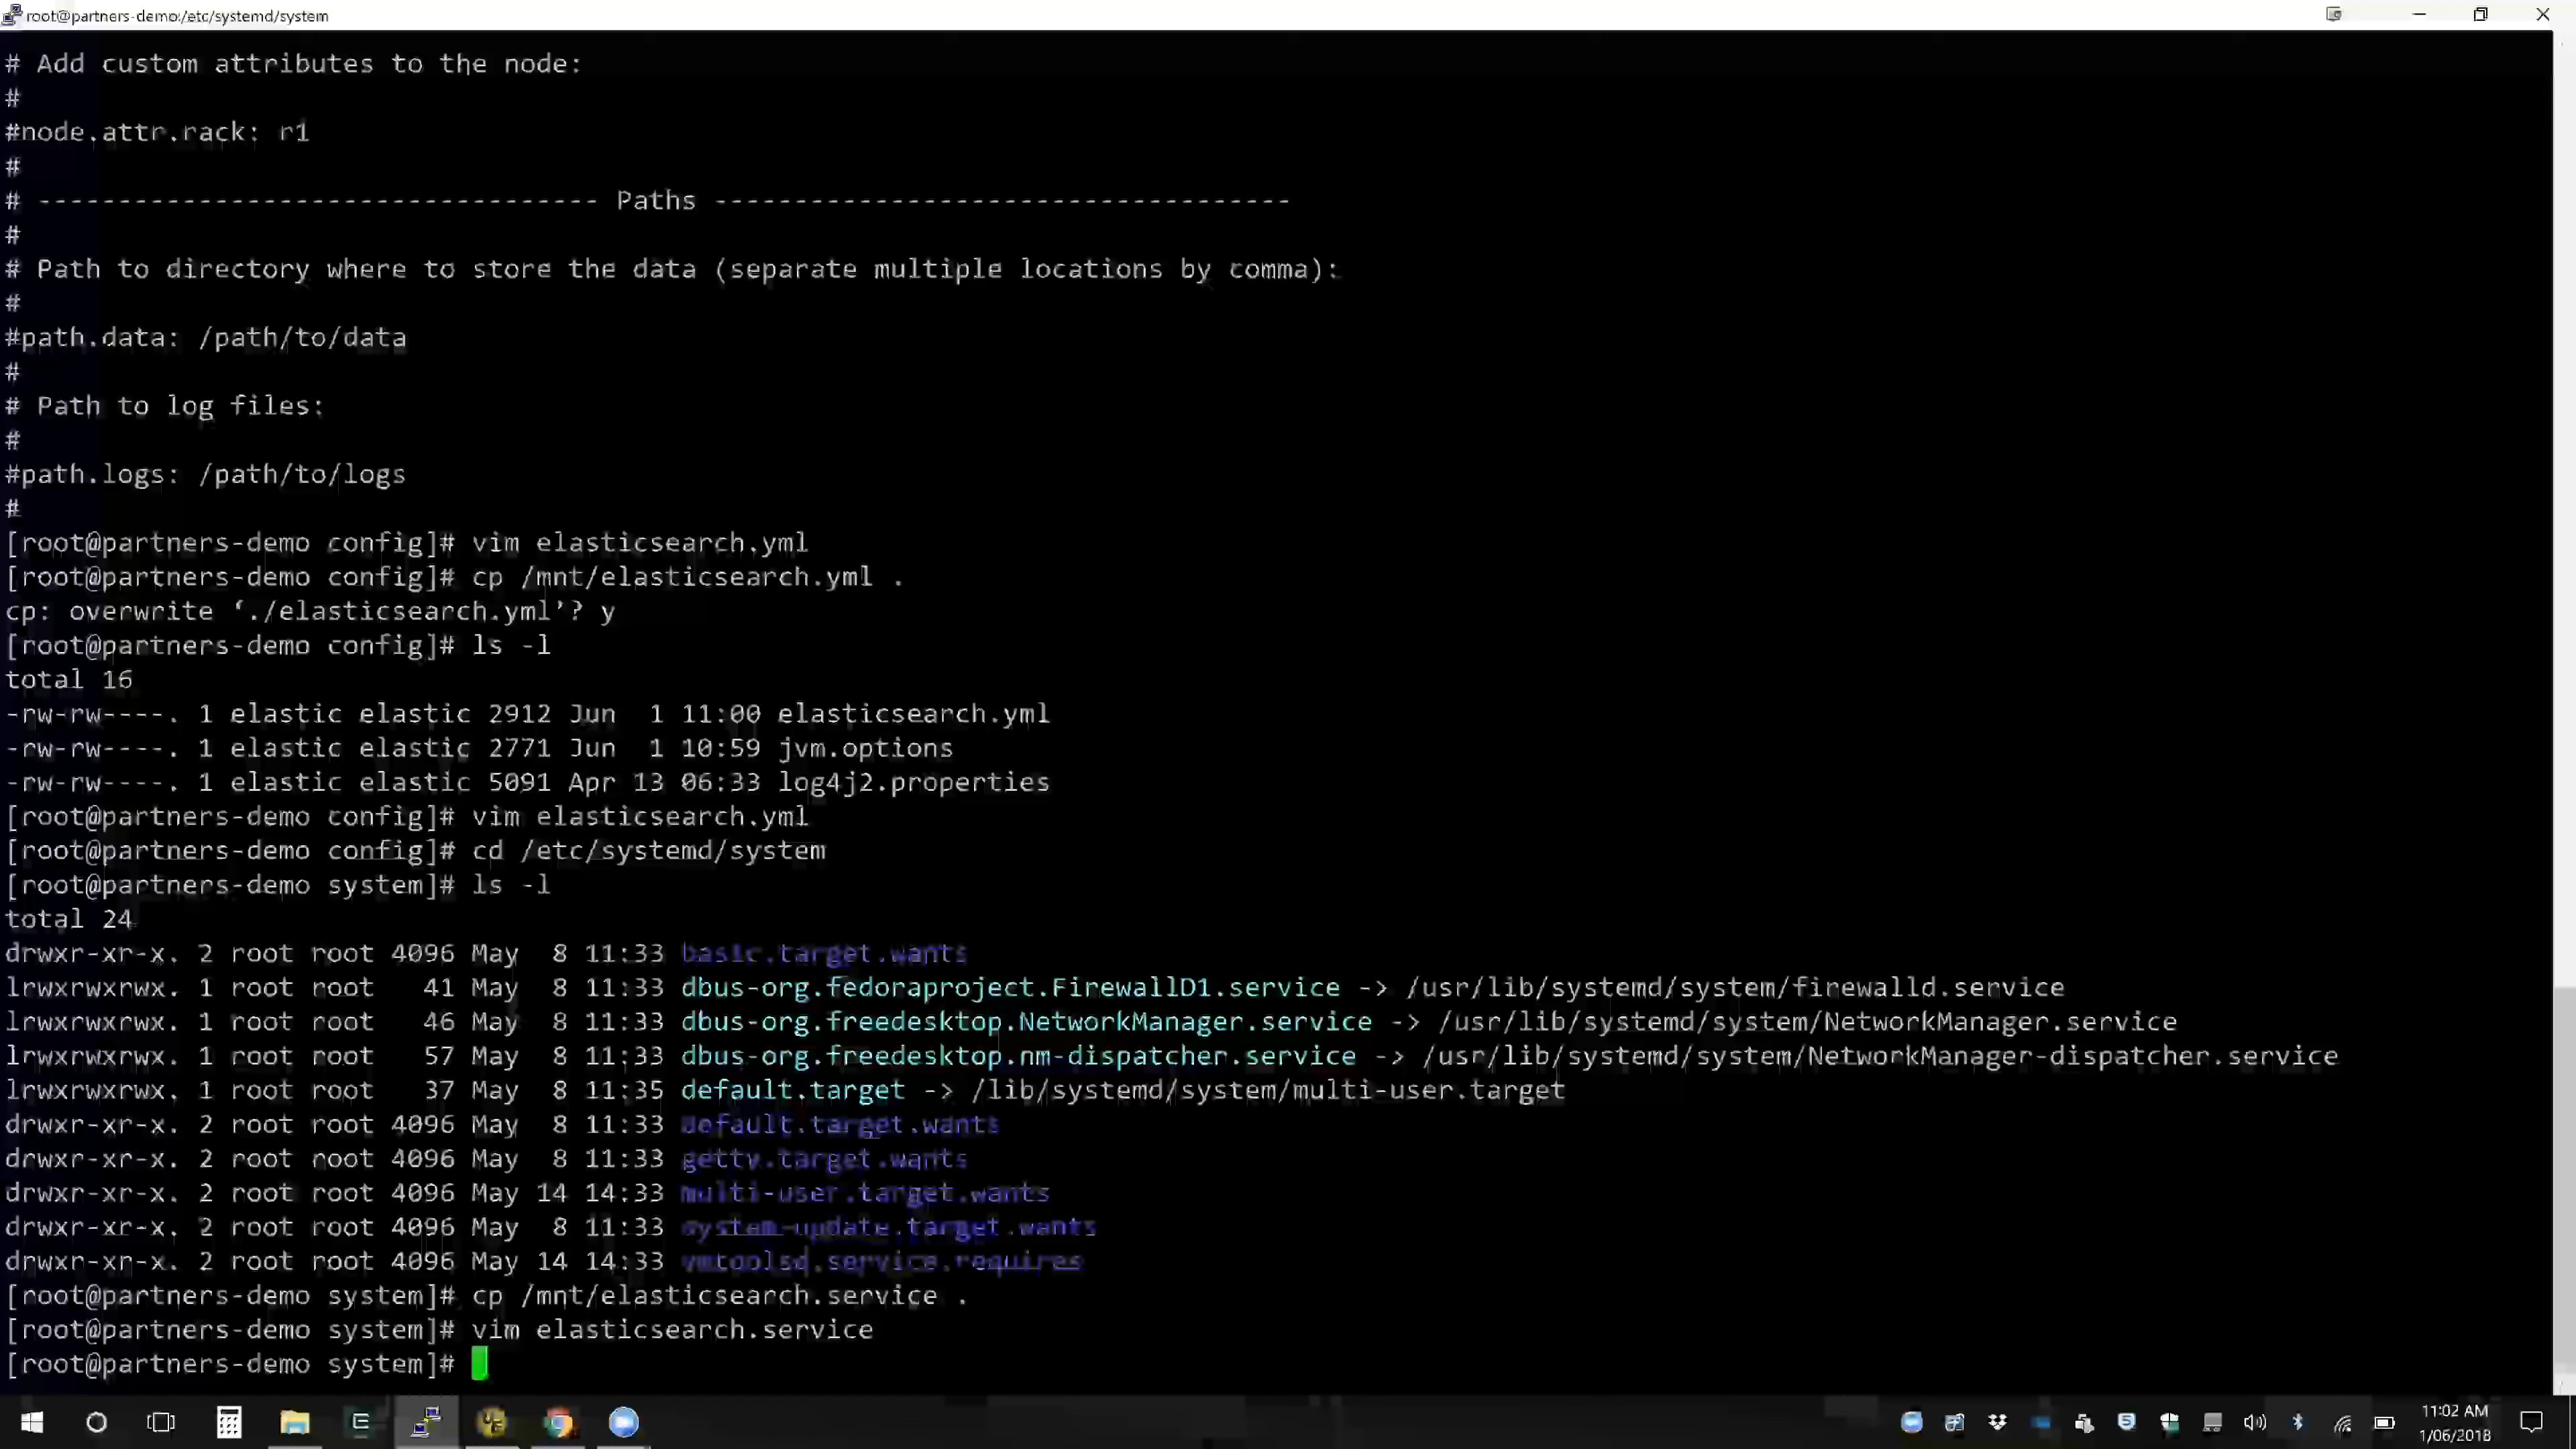 root@partners-demo:/etc/systemd/system
# Add custom attributes to the node:
#
#node.attr.rack: r1
#
# ----------------------------------- Paths ------------------------------------
#
# Path to directory where to store the data (separate multiple locations by comma):
#
#path.data: /path/to/data
#
# Path to log files:
#
#path.logs: /path/to/logs
#
[root@partners-demo config]# vim elasticsearch.yml
[root@partners-demo config]# cp /mnt/elasticsearch.yml .
cp: overwrite ‘./elasticsearch.yml’? y
[root@partners-demo config]# ls -l
total 16
-rw-rw----. 1 elastic elastic 2912 Jun  1 11:00 elasticsearch.yml
-rw-rw----. 1 elastic elastic 2771 Jun  1 10:59 jvm.options
-rw-rw----. 1 elastic elastic 5091 Apr 13 06:33 log4j2.properties
[root@partners-demo config]# vim elasticsearch.yml
[root@partners-demo config]# cd /etc/systemd/system
[root@partners-demo system]# ls -l
total 24
drwxr-xr-x. 2 root root 4096 May  8 11:33 basic.target.wants
lrwxrwxrwx. 1 root root   41 May  8 11:33 dbus-org.fedoraproject.FirewallD1.service -> /usr/lib/systemd/system/firewalld.service
lrwxrwxrwx. 1 root root   46 May  8 11:33 dbus-org.freedesktop.NetworkManager.service -> /usr/lib/systemd/system/NetworkManager.service
lrwxrwxrwx. 1 root root   57 May  8 11:33 dbus-org.freedesktop.nm-dispatcher.service -> /usr/lib/systemd/system/NetworkManager-dispatcher.service
lrwxrwxrwx. 1 root root   37 May  8 11:35 default.target -> /lib/systemd/system/multi-user.target
drwxr-xr-x. 2 root root 4096 May  8 11:33 default.target.wants
drwxr-xr-x. 2 root root 4096 May  8 11:33 getty.target.wants
drwxr-xr-x. 2 root root 4096 May 14 14:33 multi-user.target.wants
drwxr-xr-x. 2 root root 4096 May  8 11:33 system-update.target.wants
drwxr-xr-x. 2 root root 4096 May 14 14:33 vmtoolsd.service.requires
[root@partners-demo system]# cp /mnt/elasticsearch.service .
[root@partners-demo system]# vim elasticsearch.service
[root@partners-demo system]#
11:02 AM
1/06/2018